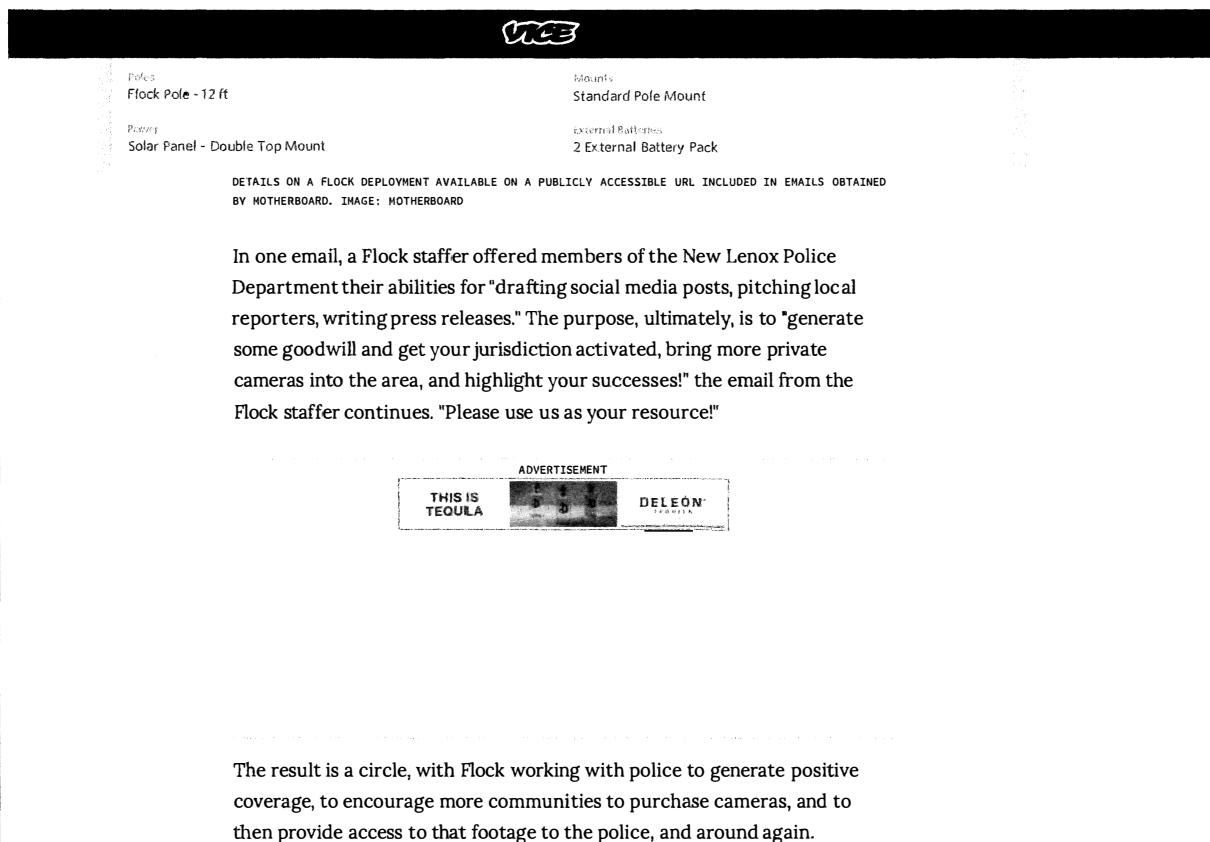 VICE
Poles
Mounts
Flock Pole - 12 ft
Standard Pole Mount
Power
External Batteries
Solar Panel - Double Top Mount
2 External Battery Pack
DETAILS ON A FLOCK DEPLOYMENT AVAILABLE ON A PUBLICLY ACCESSIBLE URL INCLUDED IN EMAILS OBTAINED
BY MOTHERBOARD. IMAGE: MOTHERBOARD
In one email, a Flock staffer offered members of the New Lenox Police
Department their abilities for "drafting social media posts, pitching local
reporters, writing press releases." The purpose, ultimately, is to "generate
some goodwill and get your jurisdiction activated, bring more private
cameras into the area, and highlight your successes!" the email from the
Flock staffer continues. "Please use us as your resource!"
ADVERTISEMENT
THIS IS
TEQUILA
DELEÓN
TEQUILA
The result is a circle, with Flock working with police to generate positive
coverage, to encourage more communities to purchase cameras, and to
then provide access to that footage to the police, and around again.